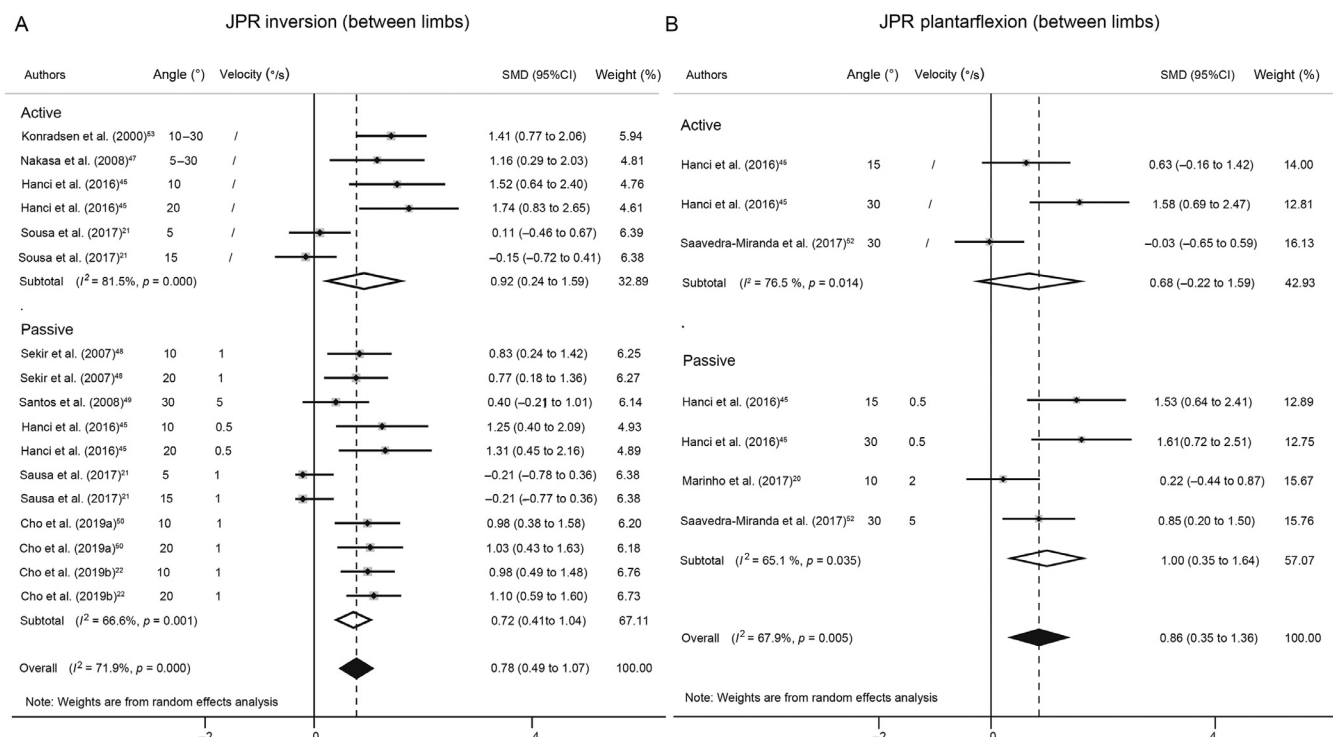 A JPR inversion (between limbs)
Authors Angle (°) Velocity (°/s) SMD (95%CI) Weight (%)
Active
Konradsen et al. (2000)⁵³ 10–30 / 1.41 (0.77 to 2.06) 5.94
Nakasa et al. (2008)⁴⁷ 5–30 / 1.16 (0.29 to 2.03) 4.81
Hanci et al. (2016)⁴⁵ 10 / 1.52 (0.64 to 2.40) 4.76
Hanci et al. (2016)⁴⁵ 20 / 1.74 (0.83 to 2.65) 4.61
Sousa et al. (2017)²¹ 5 / 0.11 (−0.46 to 0.67) 6.39
Sousa et al. (2017)²¹ 15 / −0.15 (−0.72 to 0.41) 6.38
Subtotal (I² = 81.5%, p = 0.000) 0.92 (0.24 to 1.59) 32.89
.
Passive
Sekir et al. (2007)⁴⁸ 10 1 0.83 (0.24 to 1.42) 6.25
Sekir et al. (2007)⁴⁸ 20 1 0.77 (0.18 to 1.36) 6.27
Santos et al. (2008)⁴⁹ 30 5 0.40 (−0.21 to 1.01) 6.14
Hanci et al. (2016)⁴⁵ 10 0.5 1.25 (0.40 to 2.09) 4.93
Hanci et al. (2016)⁴⁵ 20 0.5 1.31 (0.45 to 2.16) 4.89
Sausa et al. (2017)²¹ 5 1 −0.21 (−0.78 to 0.36) 6.38
Sausa et al. (2017)²¹ 15 1 −0.21 (−0.77 to 0.36) 6.38
Cho et al. (2019a)⁵⁰ 10 1 0.98 (0.38 to 1.58) 6.20
Cho et al. (2019a)⁵⁰ 20 1 1.03 (0.43 to 1.63) 6.18
Cho et al. (2019b)²² 10 1 0.98 (0.49 to 1.48) 6.76
Cho et al. (2019b)²² 20 1 1.10 (0.59 to 1.60) 6.73
Subtotal (I² = 66.6%, p = 0.001) 0.72 (0.41to 1.04) 67.11
Overall (I² = 71.9%, p = 0.000) 0.78 (0.49 to 1.07) 100.00
Note: Weights are from random effects analysis
−2 0 4
B JPR plantarflexion (between limbs)
Authors Angle (°) Velocity (°/s) SMD (95%CI) Weight (%)
Active
Hanci et al. (2016)⁴⁵ 15 / 0.63 (−0.16 to 1.42) 14.00
Hanci et al. (2016)⁴⁵ 30 / 1.58 (0.69 to 2.47) 12.81
Saavedra-Miranda et al. (2017)⁵² 30 / −0.03 (−0.65 to 0.59) 16.13
Subtotal (I² = 76.5 %, p = 0.014) 0.68 (−0.22 to 1.59) 42.93
.
Passive
Hanci et al. (2016)⁴⁵ 15 0.5 1.53 (0.64 to 2.41) 12.89
Hanci et al. (2016)⁴⁵ 30 0.5 1.61(0.72 to 2.51) 12.75
Marinho et al. (2017)²⁰ 10 2 0.22 (−0.44 to 0.87) 15.67
Saavedra-Miranda et al. (2017)⁵² 30 5 0.85 (0.20 to 1.50) 15.76
Subtotal (I² = 65.1 %, p = 0.035) 1.00 (0.35 to 1.64) 57.07
Overall (I² = 67.9%, p = 0.005) 0.86 (0.35 to 1.36) 100.00
Note: Weights are from random effects analysis
−2 0 4